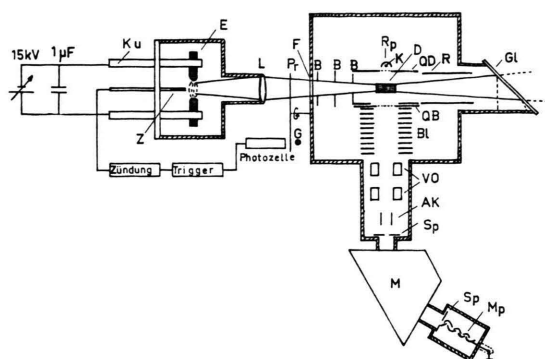 15kV
1µF
Ku
E
L
Pr
F
B
B
B
Rp
K
D
QD
R
Gl
Z
G
QB
Bl
Photozelle
Zündung
Trigger
VO
AK
Sp
M
Sp
Mp